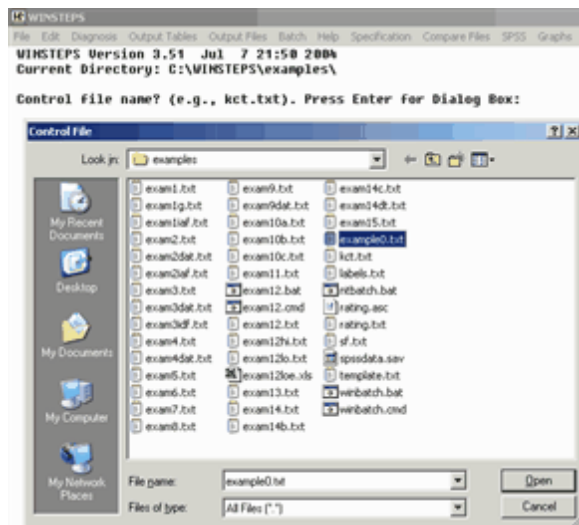 WINSTEPS
File Edit Diagnosis Output Tables Output Files Batch Help Specification Compare Files SPSS Graphs
WINSTEPS Version 3.51 Jul 7 21:50 2004
Current Directory: C:\WINSTEPS\examples\
Control file name? (e.g., kct.txt). Press Enter for Dialog Box:
Control File
Look in: examples
My Recent Documents
Desktop
My Documents
My Computer
My Network Places
exam1.txt
exam1g.txt
exam1iaf.txt
exam2.txt
exam2dat.txt
exam2iaf.txt
exam3.txt
exam3dat.txt
exam3idf.txt
exam4.txt
exam4dat.txt
exam5.txt
exam6.txt
exam7.txt
exam8.txt
exam9.txt
exam9dat.txt
exam10a.txt
exam10b.txt
exam10c.txt
exam11.txt
exam12.bat
exam12.cmd
exam12.txt
exam12hi.txt
exam12lo.txt
exam12loe.xls
exam13.txt
exam14.txt
exam14b.txt
exam14c.txt
exam14dt.txt
exam15.txt
example0.txt
kct.txt
labels.txt
ntbatch.bat
rating.asc
rating.txt
sf.txt
spssdata.sav
template.txt
winbatch.bat
winbatch.cmd
File name: example0.txt Open
Files of type: All Files (*.*) Cancel